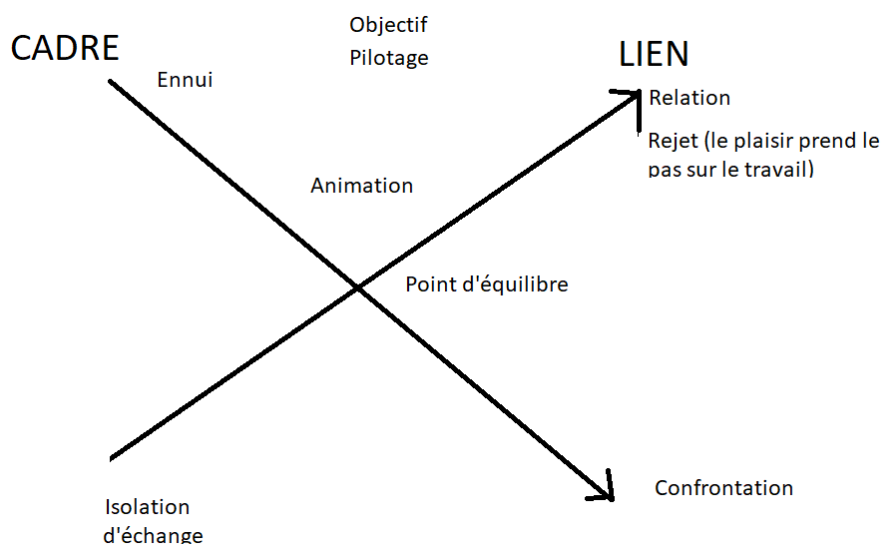 Objectif
CADRE
LIEN
Pilotage
Ennui
Relation
Rejet (le plaisir prend le
pas sur le travail)
Animation
Point d'équilibre
Confrontation
Isolation
d'échange